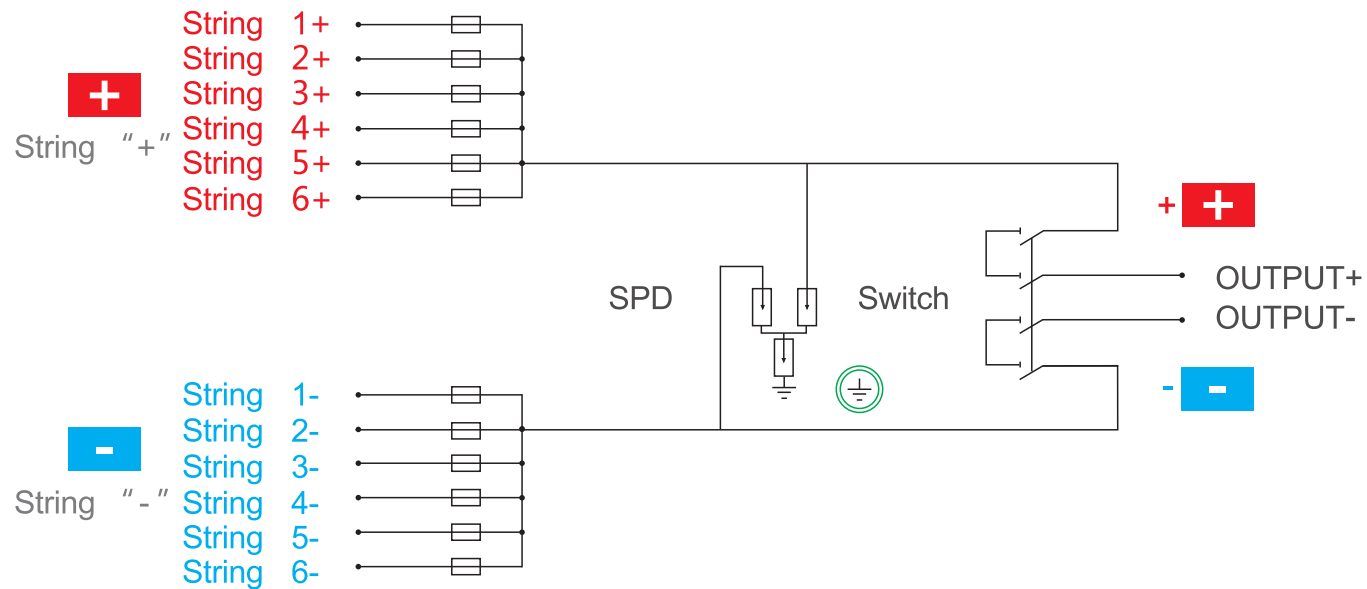 String 1+
String 2+
+
String 3+
String 4+
String "+"
String 5+
String 6+
+ +
OUTPUT+
SPD
Switch
OUTPUT-
- -
String 1-
String 2-
-
String 3-
String "-"
String 4-
String 5-
String 6-